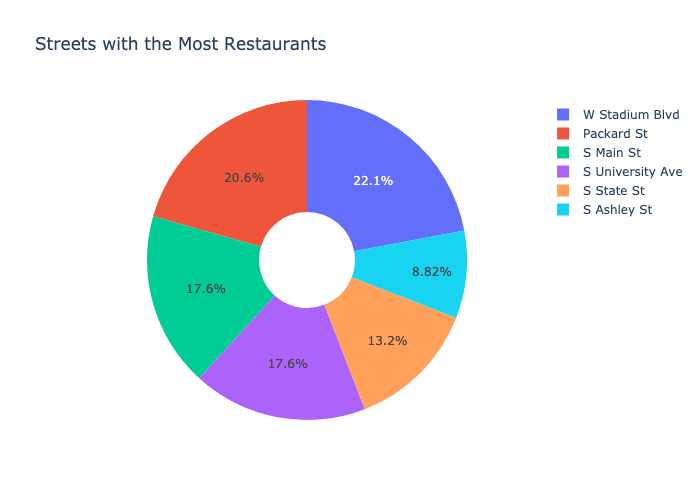 Streets with the Most Restaurants
W Stadium Blvd
Packard St
S Main St
S University Ave
S State St
S Ashley St
20.6%
22.1%
8.82%
17.6%
13.2%
17.6%